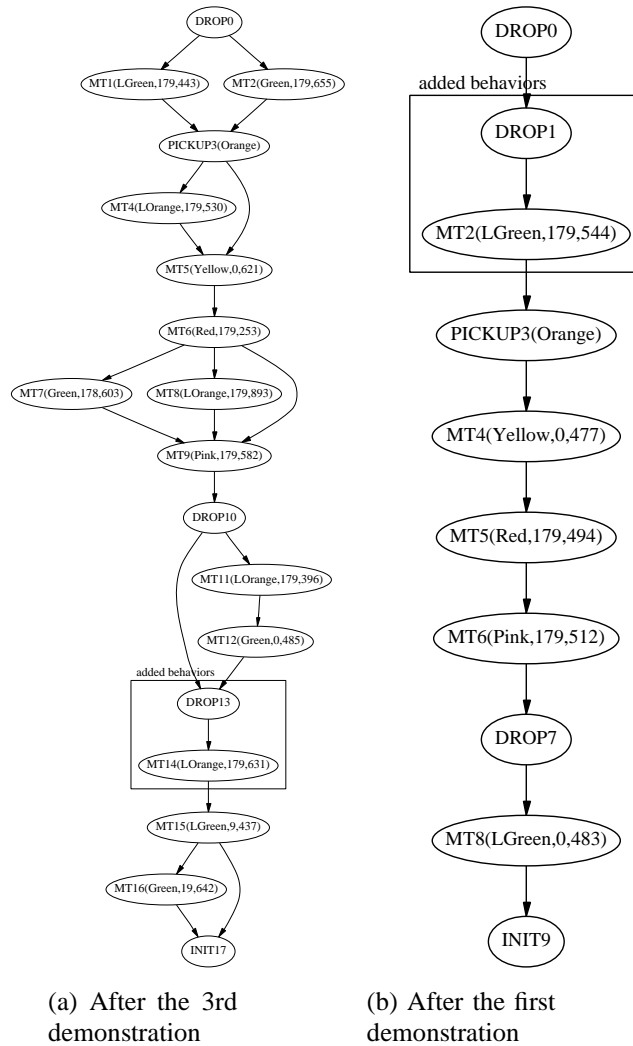 DROP0
MT1(LGreen,179,443)
MT2(Green,179,655)
PICKUP3(Orange)
MT4(LOrange,179,530)
MT5(Yellow,0,621)
MT6(Red,179,253)
MT7(Green,178,603)
MT8(LOrange,179,893)
MT9(Pink,179,582)
DROP10
MT11(LOrange,179,396)
MT12(Green,0,485)
added behaviors
DROP13
MT14(LOrange,179,631)
MT15(LGreen,9,437)
MT16(Green,19,642)
INIT17
(a) After the 3rd
demonstration
DROP0
added behaviors
DROP1
MT2(LGreen,179,544)
PICKUP3(Orange)
MT4(Yellow,0,477)
MT5(Red,179,494)
MT6(Pink,179,512)
DROP7
MT8(LGreen,0,483)
INIT9
(b) After the first
demonstration